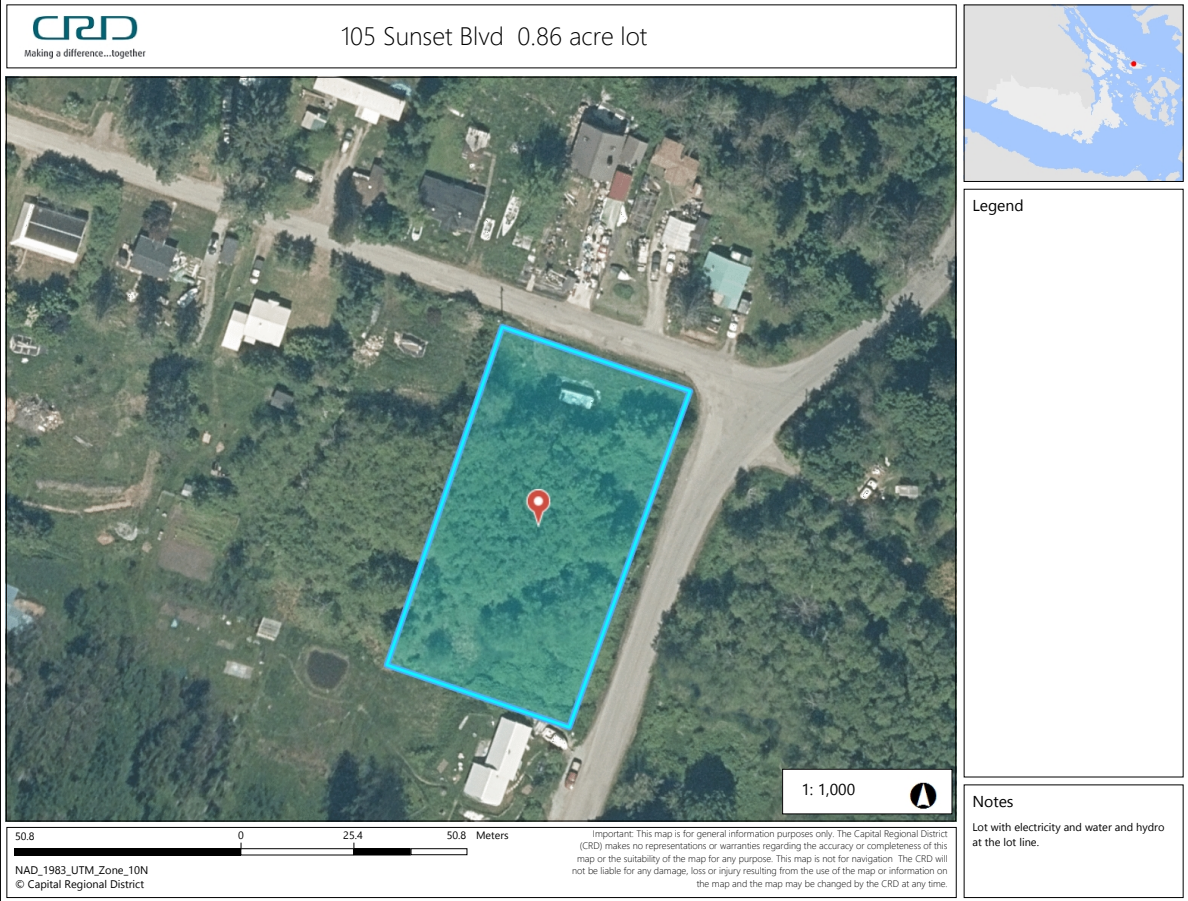 CRD
Making a difference...together
105 Sunset Blvd  0.86 acre lot
Legend
1: 1,000
Notes
Lot with electricity and water and hydro
at the lot line.
50.8 0 25.4 50.8 Meters
NAD_1983_UTM_Zone_10N
© Capital Regional District
Important: This map is for general information purposes only. The Capital Regional District
(CRD) makes no representations or warranties regarding the accuracy or completeness of this
map or the suitability of the map for any purpose. This map is not for navigation  The CRD will
not be liable for any damage, loss or injury resulting from the use of the map or information on
the map and the map may be changed by the CRD at any time.